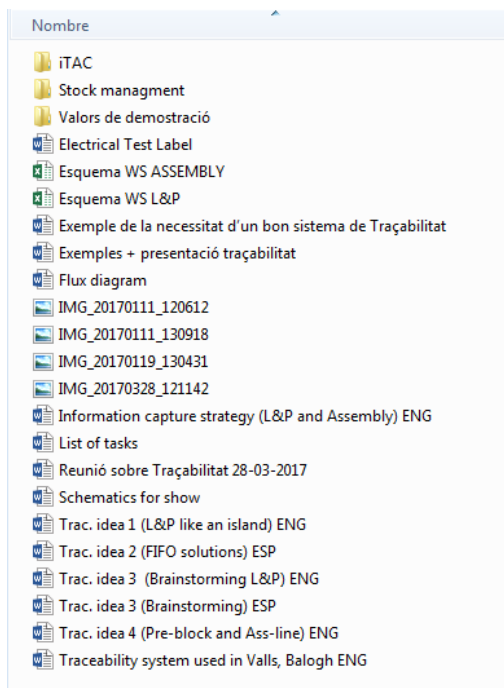 Nombre
iTAC
Stock managment
Valors de demostració
Electrical Test Label
Esquema WS ASSEMBLY
Esquema WS L&P
Exemple de la necessitat d'un bon sistema de Traçabilitat
Exemples + presentació traçabilitat
Flux diagram
IMG_20170111_120612
IMG_20170111_130918
IMG_20170119_130431
IMG_20170328_121142
Information capture strategy (L&P and Assembly) ENG
List of tasks
Reunió sobre Traçabilitat 28-03-2017
Schematics for show
Trac. idea 1 (L&P like an island) ENG
Trac. idea 2 (FIFO solutions) ESP
Trac. idea 3  (Brainstorming L&P) ENG
Trac. idea 3 (Brainstorming) ESP
Trac. idea 4 (Pre-block and Ass-line) ENG
Traceability system used in Valls, Balogh ENG